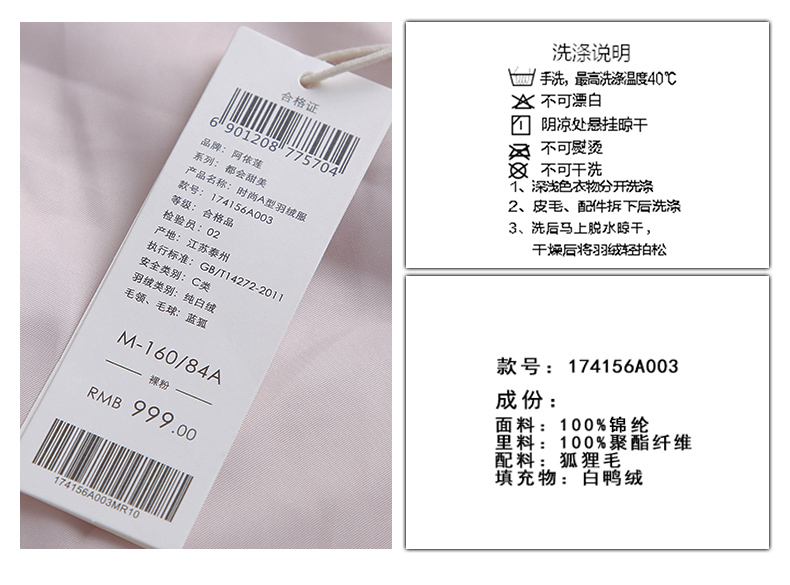 合格证
6 901208 775704
品牌：阿依莲
系列：都会甜美
产品名称：时尚A型羽绒服
款号：174156A003
等级：合格品
检验员：02
产地：江苏泰州
执行标准：GB/T14272-2011
安全类别：C类
羽绒类别：纯白绒
毛领、毛球：蓝狐
M-160/84A
裸粉
RMB 999.00
174156A003MR10
洗涤说明
手洗，最高洗涤温度40℃
不可漂白
阴凉处悬挂晾干
不可熨烫
不可干洗
1、深浅色衣物分开洗涤
2、皮毛、配件拆下后洗涤
3、洗后马上脱水晾干，
干燥后将羽绒轻拍松
款号：174156A003
成份：
面料：100%锦纶
里料：100%聚酯纤维
配料：狐狸毛
填充物：白鸭绒